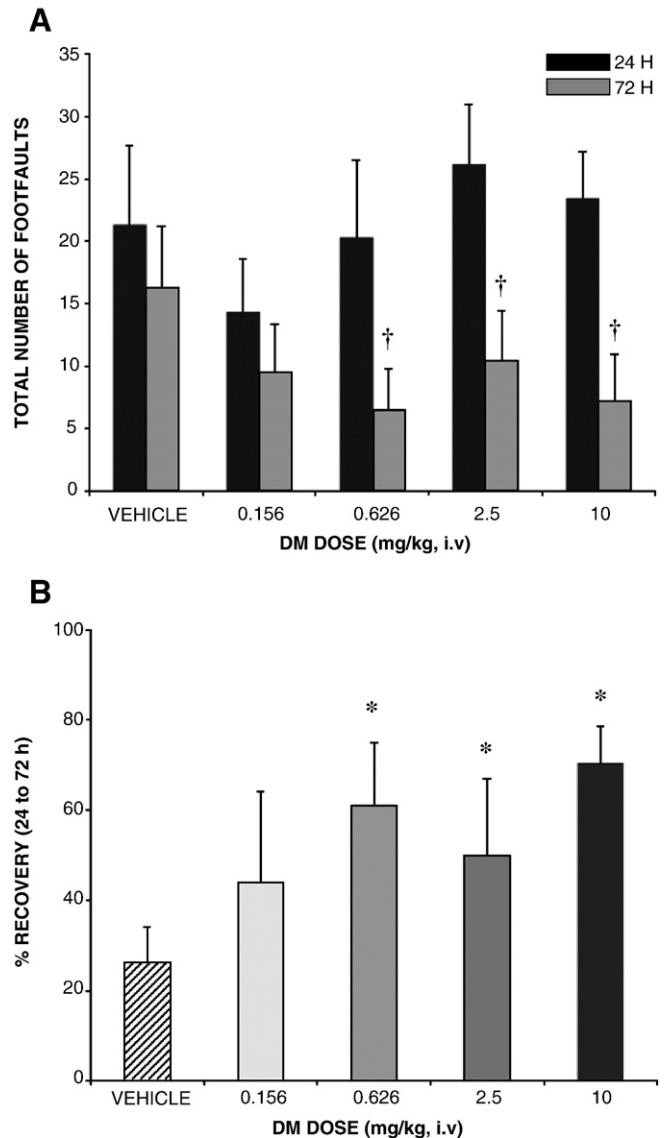 A
24 H
72 H
35
30
25
20
15
10
5
0
TOTAL NUMBER OF FOOTFAULTS
†
†
†
VEHICLE 0.156 0.626 2.5 10
DM DOSE (mg/kg, i.v)
B
100
80
60
40
20
0
% RECOVERY (24 to 72 h)
*
*
*
VEHICLE 0.156 0.626 2.5 10
DM DOSE (mg/kg, i.v)